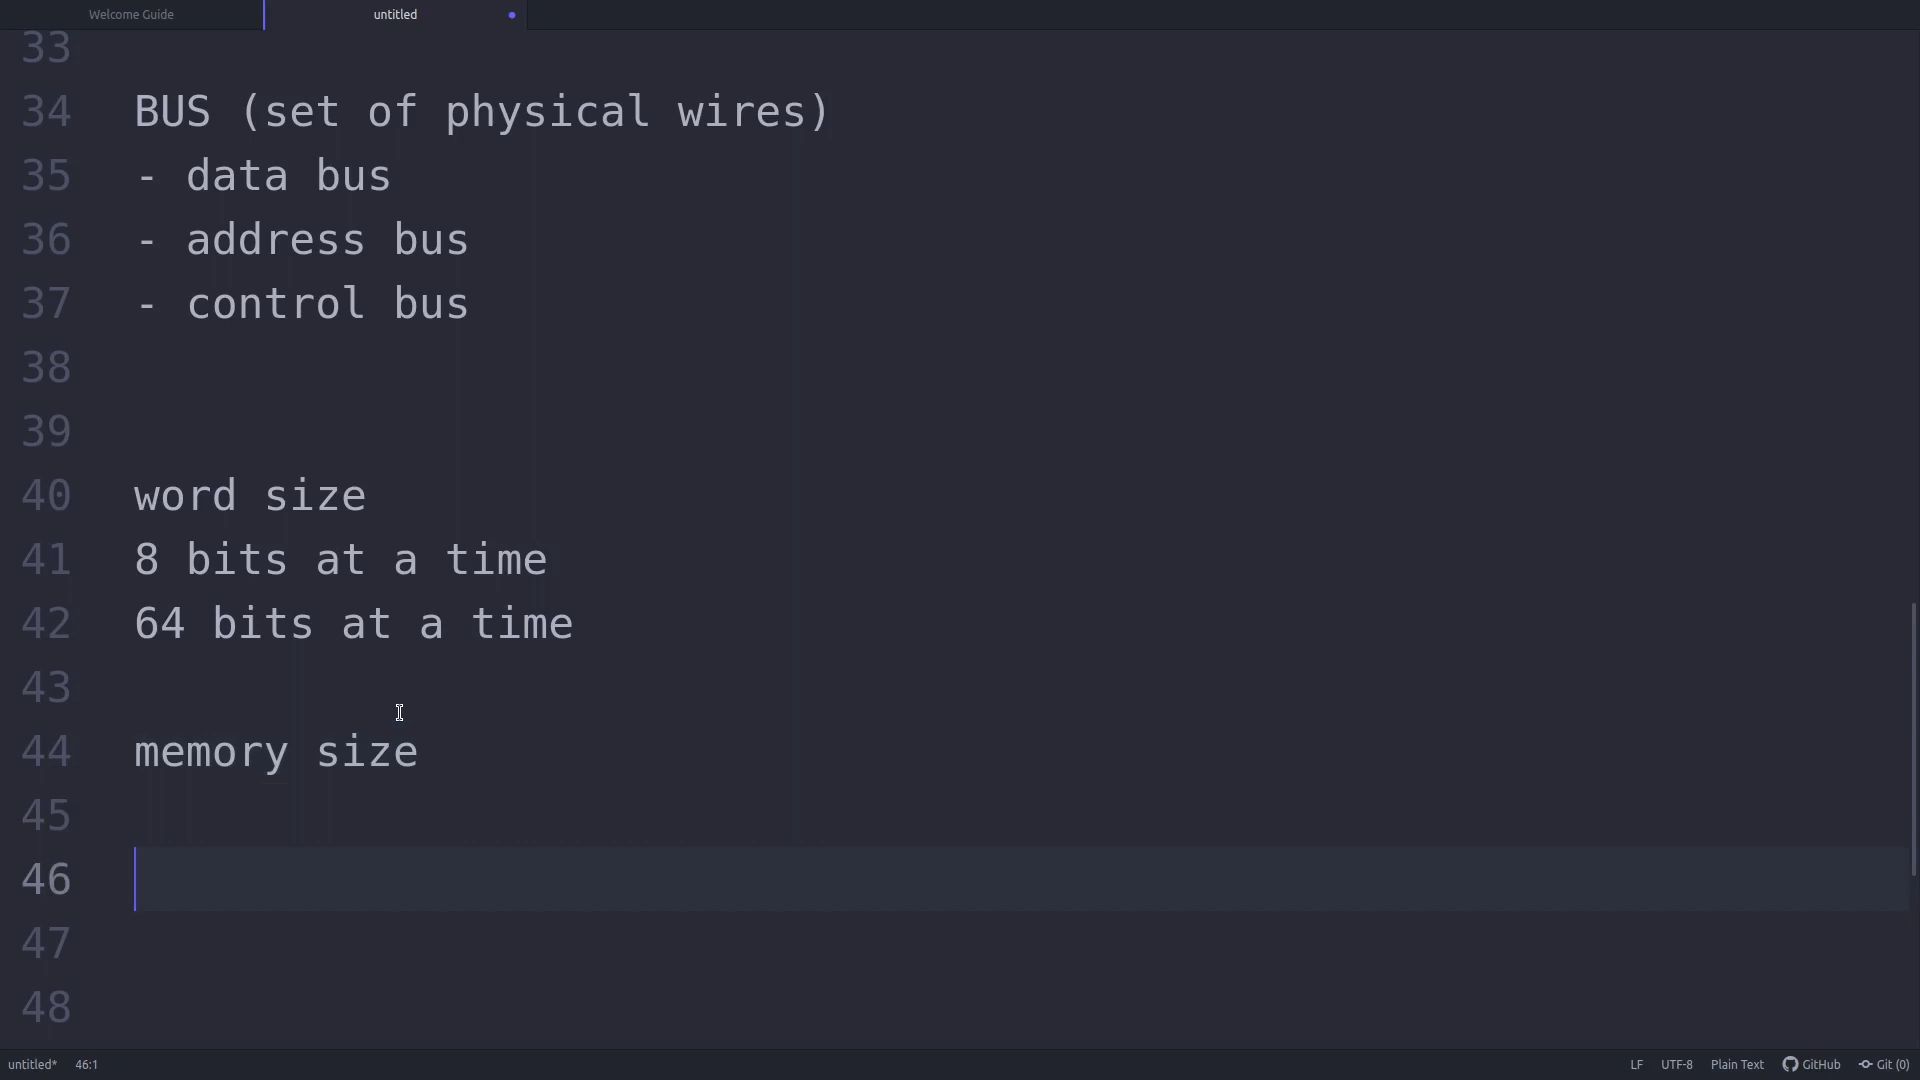 Welcome Guide
untitled
33
34 BUS (set of physical wires)
35 - data bus
36 - address bus
37 - control bus
38
39
40 word size
41 8 bits at a time
42 64 bits at a time
43
44 memory size
45
46
47
48
untitled* 46:1 LF UTF-8 Plain Text GitHub Git (0)